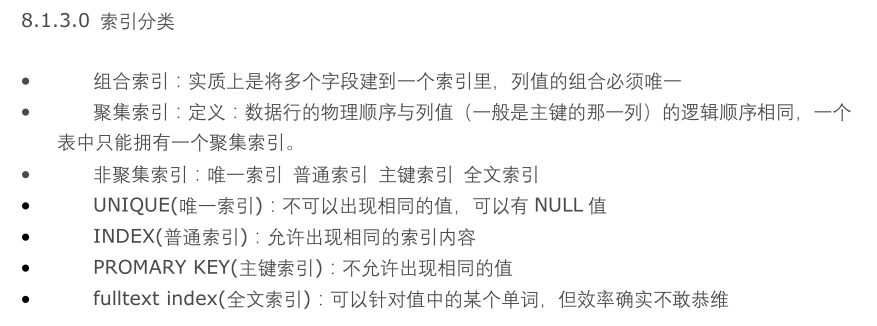 8.1.3.0 索引分类
• 组合索引：实质上是将多个字段建到一个索引里，列值的组合必须唯一
• 聚集索引：定义：数据行的物理顺序与列值（一般是主键的那一列）的逻辑顺序相同，一个
表中只能拥有一个聚集索引。
• 非聚集索引：唯一索引 普通索引 主键索引 全文索引
• UNIQUE(唯一索引)：不可以出现相同的值，可以有 NULL 值
• INDEX(普通索引)：允许出现相同的索引内容
• PROMARY KEY(主键索引)：不允许出现相同的值
• fulltext index(全文索引)：可以针对值中的某个单词，但效率确实不敢恭维